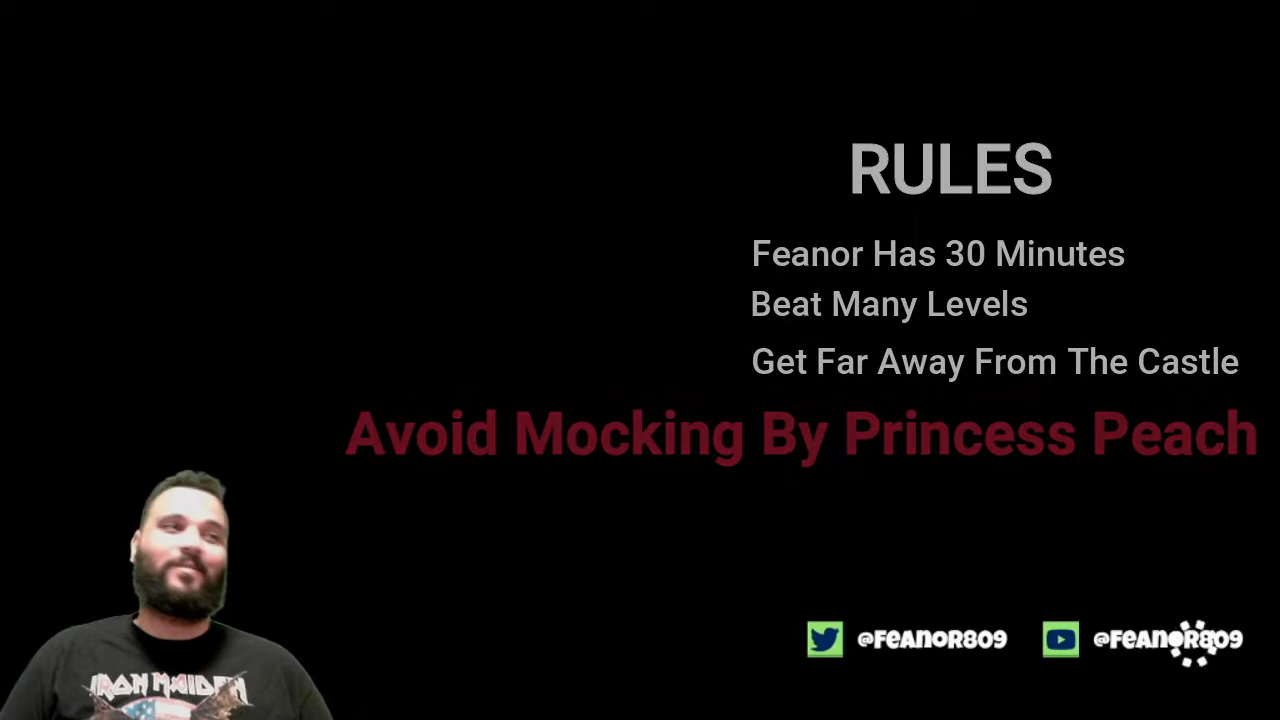 RULES
Feanor Has 30 Minutes
Beat Many Levels
Get Far Away From The Castle
Avoid Mocking By Princess Peach
IRON MAIDEN
@FEANOR809 @FEANOR809